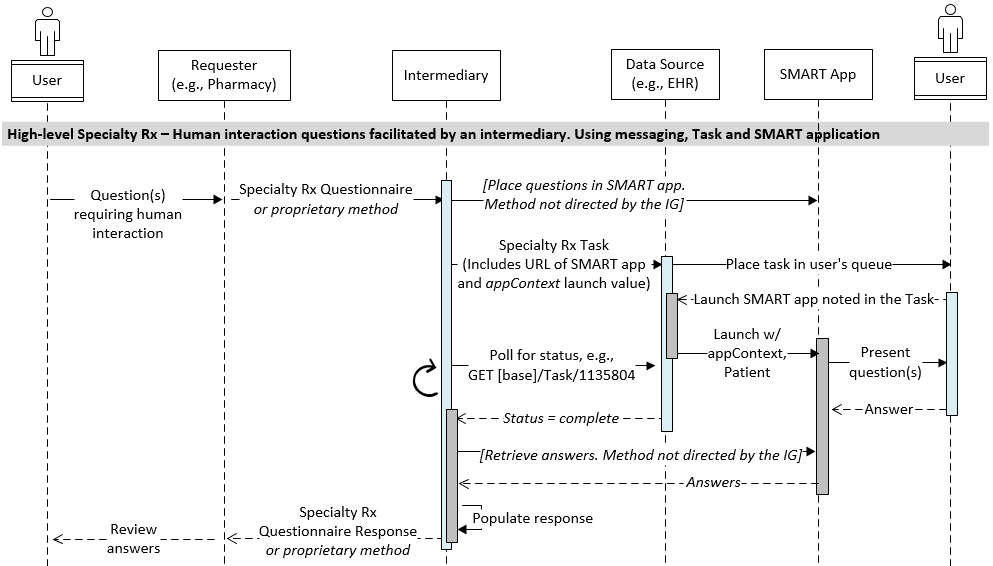 User
Requester
(e.g., Pharmacy)
Intermediary
Data Source
(e.g., EHR)
SMART App
User
High-level Specialty Rx – Human interaction questions facilitated by an intermediary. Using messaging, Task and SMART application
Question(s)
requiring human
interaction
Specialty Rx Questionnaire
or proprietary method
[Place questions in SMART app.
Method not directed by the IG]
Specialty Rx Task
(Includes URL of SMART app
and appContext launch value)
Place task in user's queue
Launch SMART app noted in the Task
Launch w/
appContext,
Patient
Poll for status, e.g.,
GET [base]/Task/1135804
Present
question(s)
Answer
Status = complete
[Retrieve answers. Method not directed by the IG]
Answers
Populate response
Specialty Rx
Questionnaire Response
or proprietary method
Review
answers